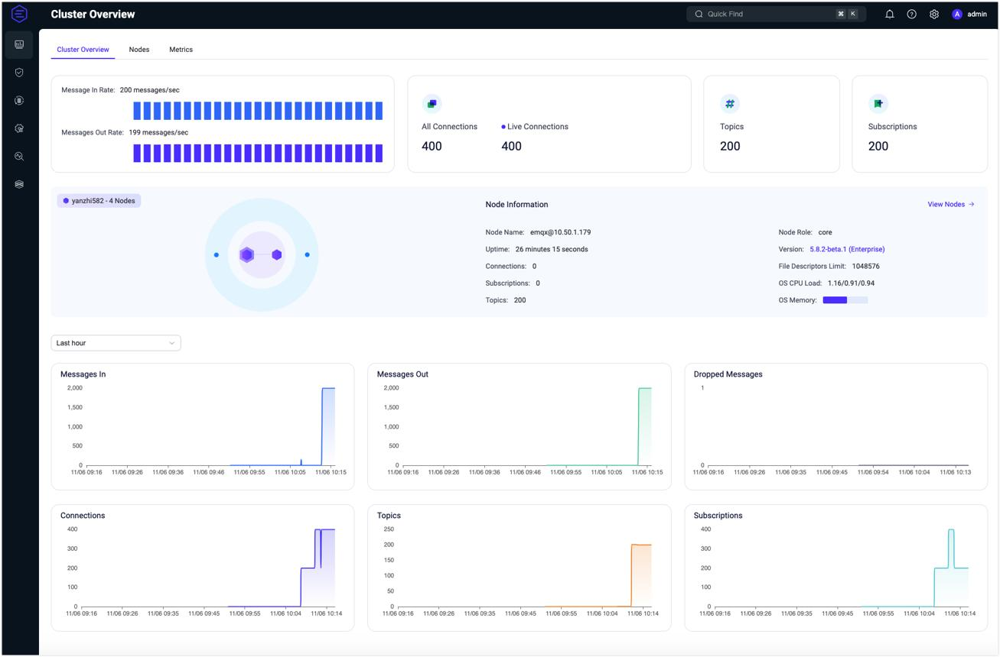 Cluster Overview
Quick Find
⌘ K
A admin
Cluster Overview Nodes Metrics
Message In Rate: 200 messages/sec
Messages Out Rate: 199 messages/sec
All Connections
400
Live Connections
400
Topics
200
Subscriptions
200
yanzhi582 - 4 Nodes
Node Information
View Nodes →
Node Name: emqx@10.50.1.179
Node Role: core
Uptime: 26 minutes 15 seconds
Version: 5.8.2-beta.1 (Enterprise)
Connections: 0
File Descriptors Limit: 1048576
Subscriptions: 0
OS CPU Load: 1.16/0.91/0.94
Topics: 200
OS Memory:
Last hour
Messages In
2,000
1,500
1,000
500
0
11/06 09:16 11/06 09:26 11/06 09:36 11/06 09:46 11/06 09:55 11/06 10:05 11/06 10:15
Messages Out
2,000
1,500
1,000
500
0
11/06 09:16 11/06 09:26 11/06 09:36 11/06 09:46 11/06 09:55 11/06 10:05 11/06 10:15
Dropped Messages
1
0
11/06 09:16 11/06 09:26 11/06 09:35 11/06 09:45 11/06 09:54 11/06 10:04 11/06 10:13
Connections
400
300
200
100
0
11/06 09:16 11/06 09:26 11/06 09:35 11/06 09:45 11/06 09:55 11/06 10:04 11/06 10:14
Topics
250
200
150
100
50
0
11/06 09:16 11/06 09:26 11/06 09:35 11/06 09:45 11/06 09:55 11/06 10:04 11/06 10:14
Subscriptions
400
300
200
100
0
11/06 09:16 11/06 09:26 11/06 09:35 11/06 09:45 11/06 09:55 11/06 10:04 11/06 10:14